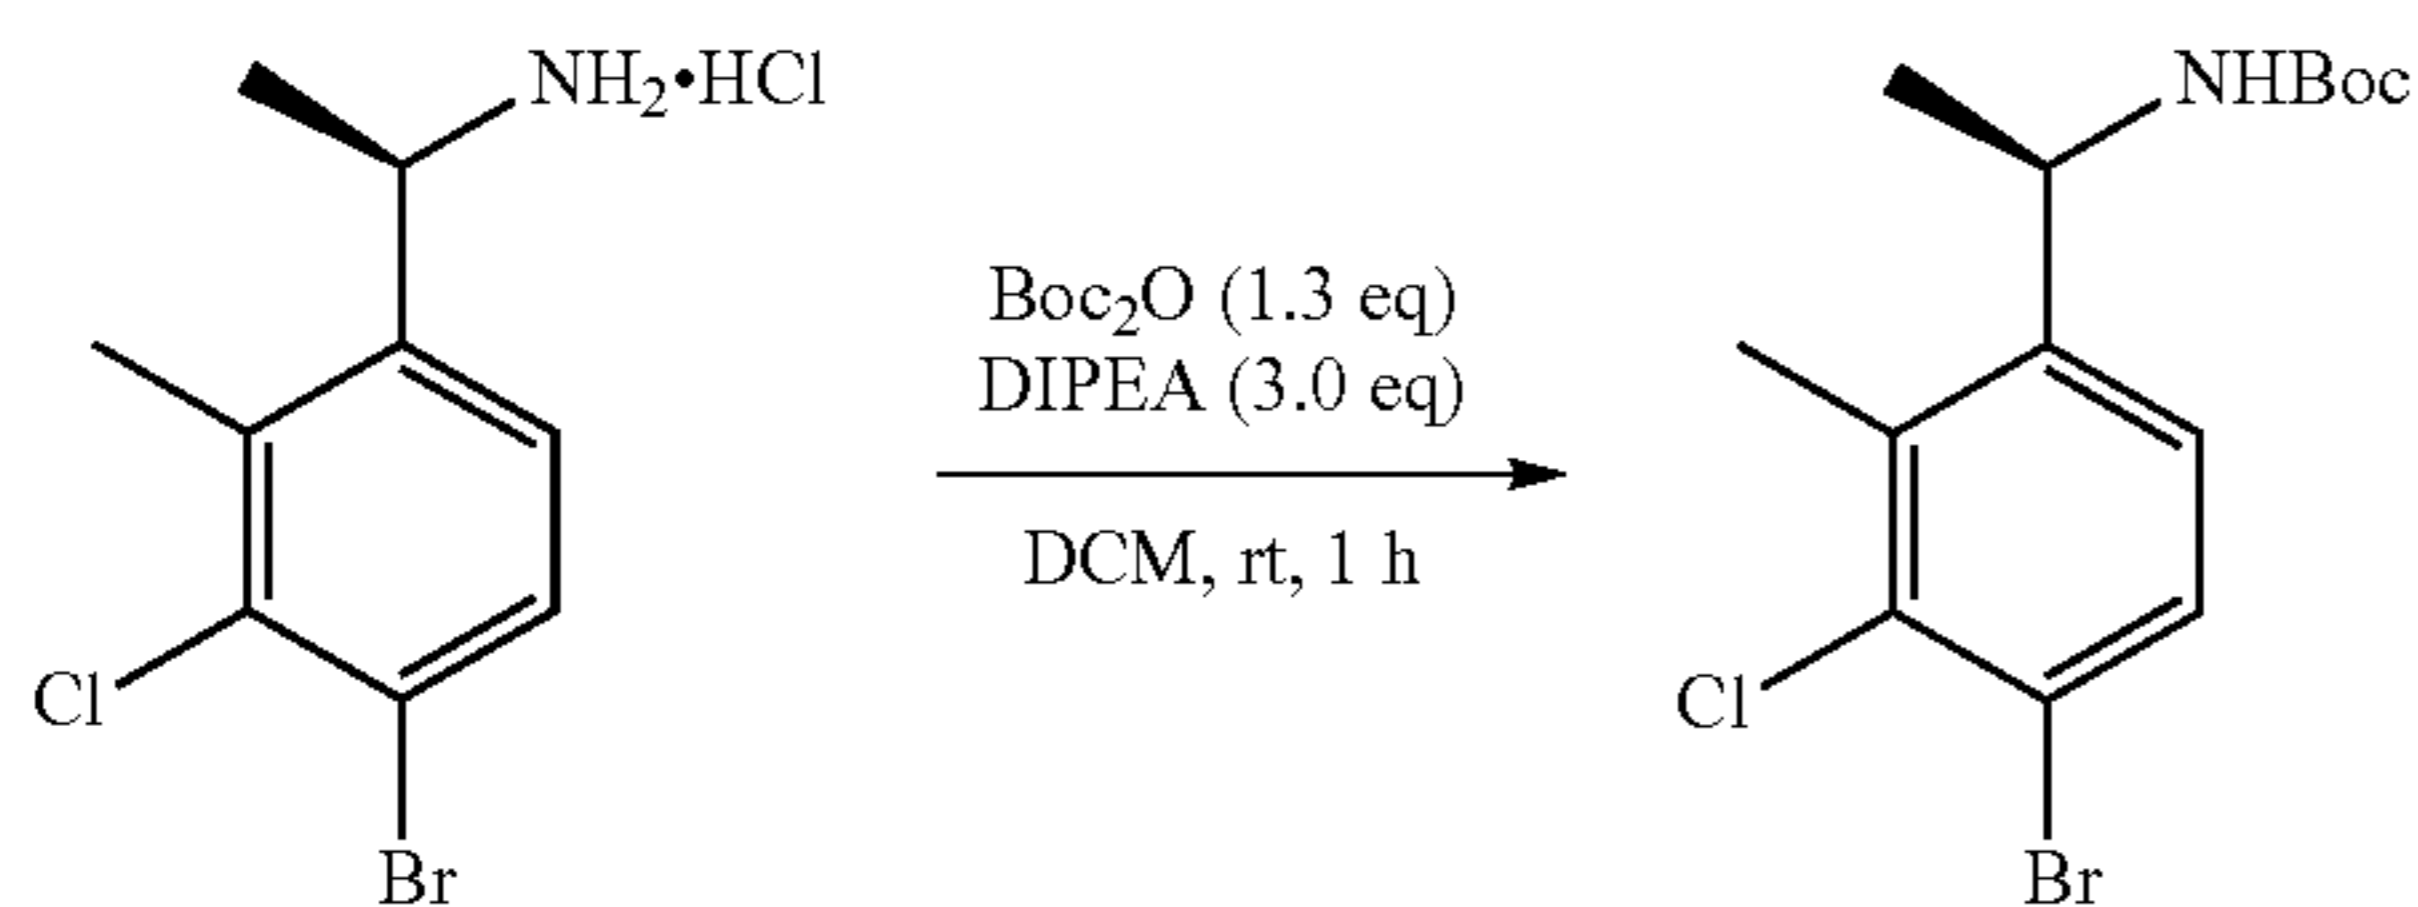 NH₂•HCl
NHBoc
Boc₂O (1.3 eq)
DIPEA (3.0 eq)
DCM, rt, 1 h
Cl
Cl
Br
Br